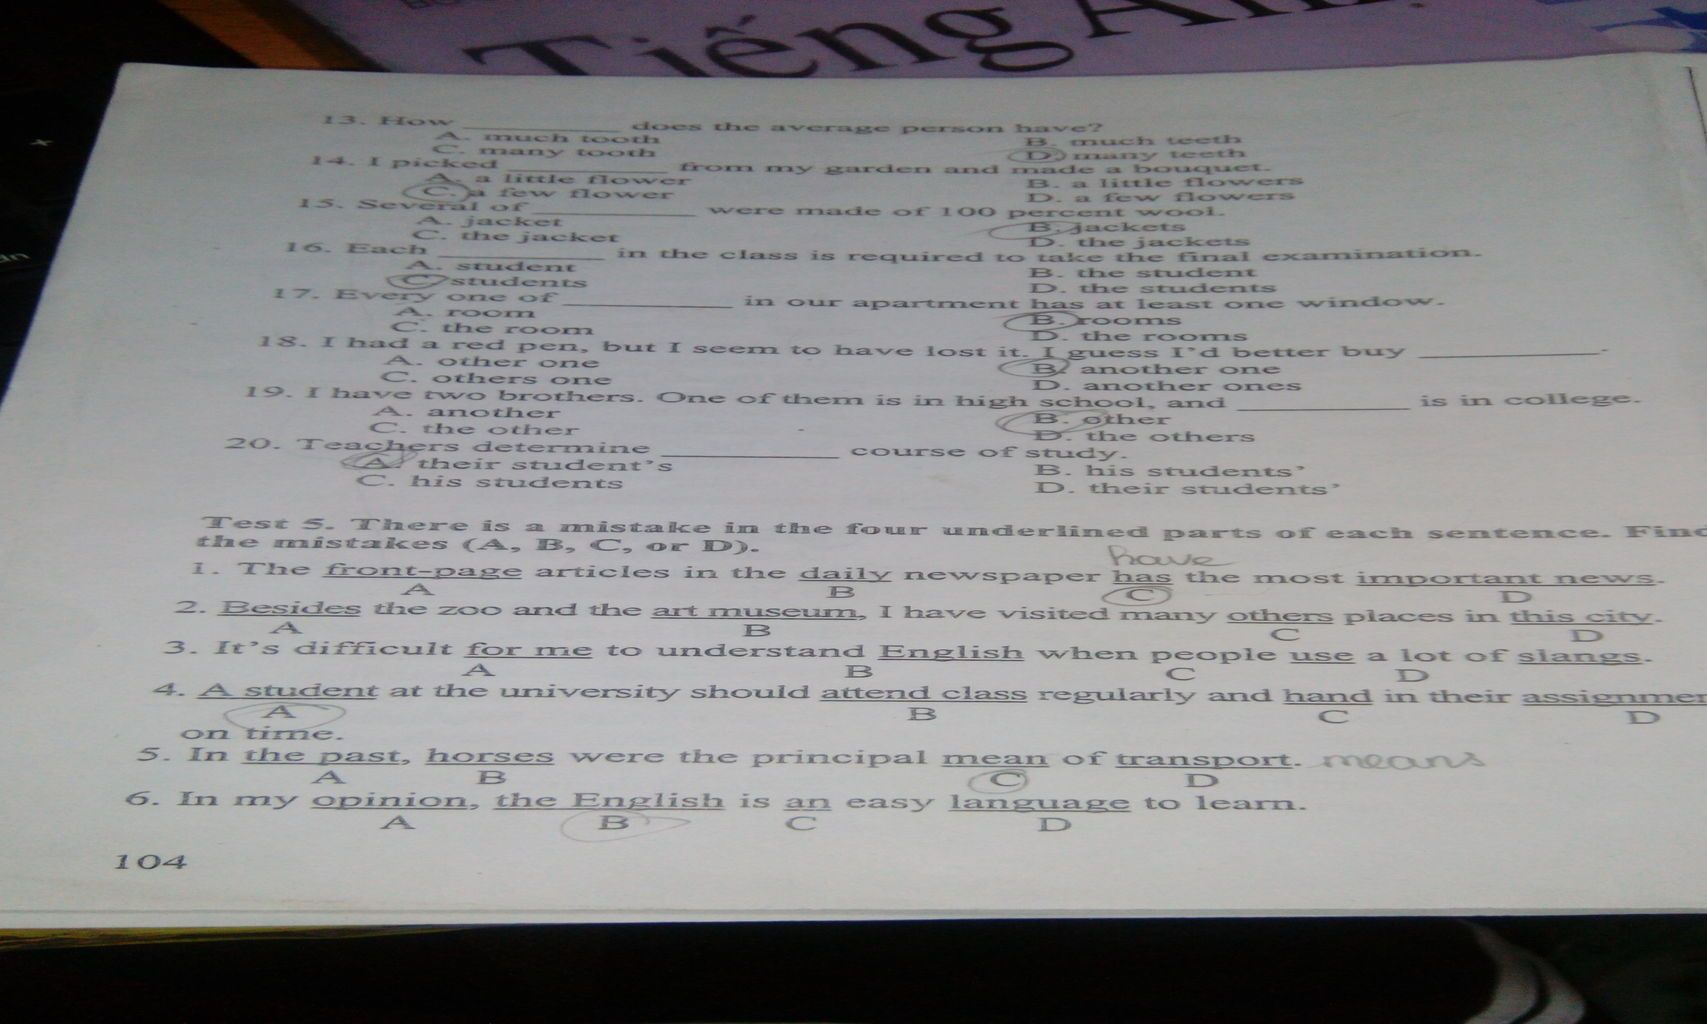 Tiếng
13. How __________ does the average person have?
A. much tooth B. much teeth
C. many tooth D. many teeth
14. I picked __________ from my garden and made a bouquet.
A. a little flower B. a little flowers
C. a few flower D. a few flowers
15. Several of __________ were made of 100 percent wool.
A. jacket B. jackets
C. the jacket D. the jackets
16. Each __________ in the class is required to take the final examination.
A. student B. the student
C. students D. the students
17. Every one of __________ in our apartment has at least one window.
A. room B. rooms
C. the room D. the rooms
18. I had a red pen, but I seem to have lost it. I guess I'd better buy __________.
A. other one B. another one
C. others one D. another ones
19. I have two brothers. One of them is in high school, and __________ is in college.
A. another B. other
C. the other D. the others
20. Teachers determine __________ course of study.
A. their student's B. his students'
C. his students D. their students'
Test 5. There is a mistake in the four underlined parts of each sentence. Find
the mistakes (A, B, C, or D).
have
1. The front-page articles in the daily newspaper has the most important news.
A B C D
2. Besides the zoo and the art museum, I have visited many others places in this city.
A B C D
3. It's difficult for me to understand English when people use a lot of slangs.
A B C D
4. A student at the university should attend class regularly and hand in their assignmen
A B C D
on time.
5. In the past, horses were the principal mean of transport. means
A B C D
6. In my opinion, the English is an easy language to learn.
A B C D
104